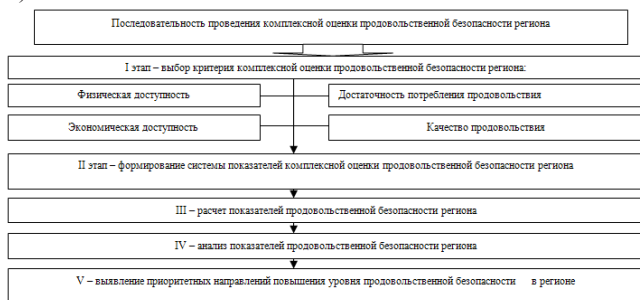 )
Последовательность проведения комплексной оценки продовольственной безопасности региона
I этап – выбор критерия комплексной оценки продовольственной безопасности региона:
Физическая доступность
Достаточность потребления продовольствия
Экономическая доступность
Качество продовольствия
II этап – формирование системы показателей комплексной оценки продовольственной безопасности региона
III – расчет показателей продовольственной безопасности региона
IV – анализ показателей продовольственной безопасности региона
V – выявление приоритетных направлений повышения уровня продовольственной безопасности в регионе